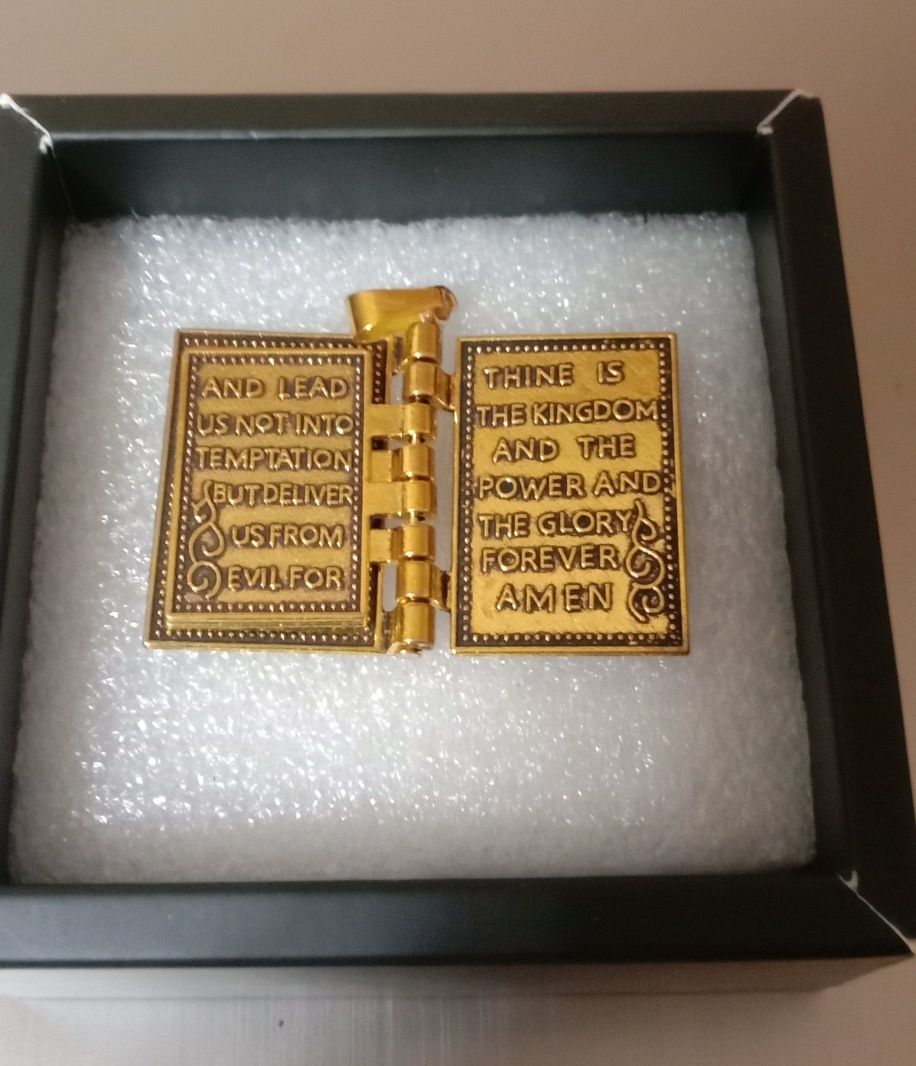 AND LEAD
US NOT INTO
TEMPTATION
BUT DELIVER
US FROM
EVIL FOR
THINE IS
THE KINGDOM
AND THE
POWER AND
THE GLORY
FOREVER
AMEN